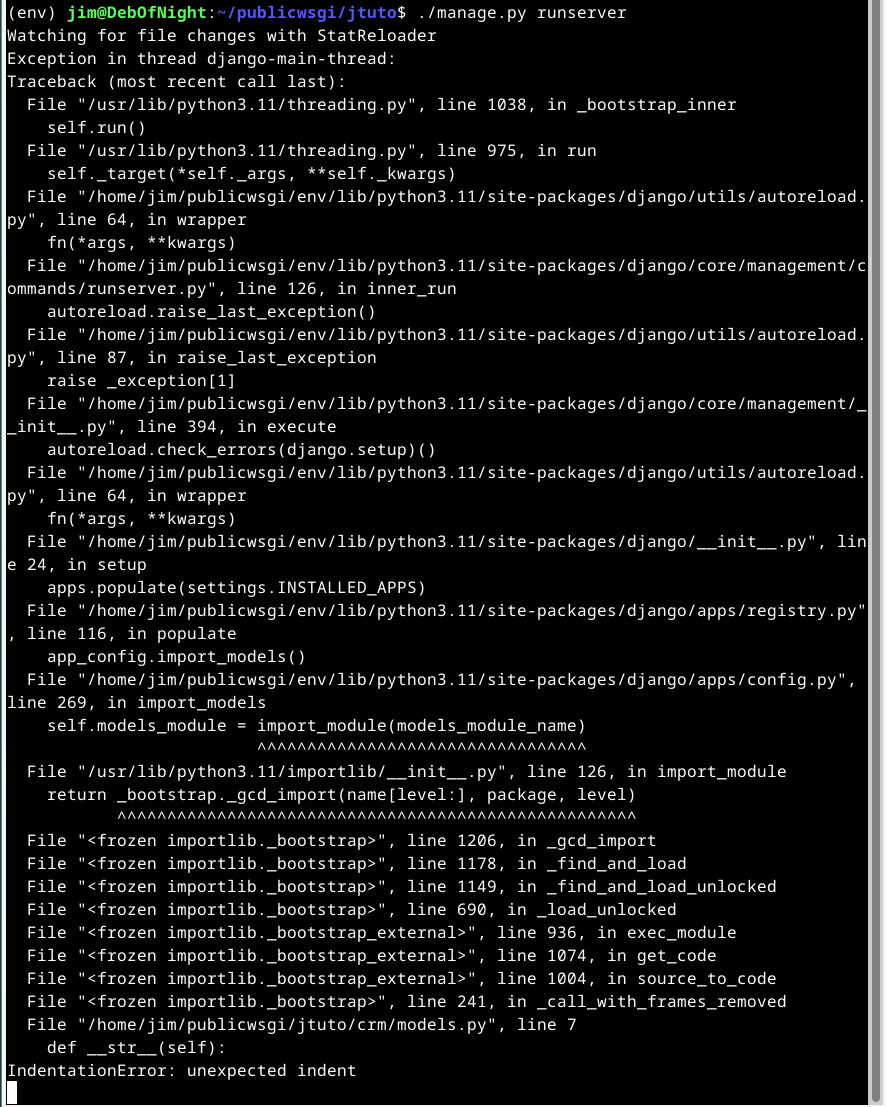 (env) jim@DebOfNight:~/publicwsgi/jtuto$ ./manage.py runserver
Watching for file changes with StatReloader
Exception in thread django-main-thread:
Traceback (most recent call last):
  File "/usr/lib/python3.11/threading.py", line 1038, in _bootstrap_inner
    self.run()
  File "/usr/lib/python3.11/threading.py", line 975, in run
    self._target(*self._args, **self._kwargs)
  File "/home/jim/publicwsgi/env/lib/python3.11/site-packages/django/utils/autoreload.
py", line 64, in wrapper
    fn(*args, **kwargs)
  File "/home/jim/publicwsgi/env/lib/python3.11/site-packages/django/core/management/c
ommands/runserver.py", line 126, in inner_run
    autoreload.raise_last_exception()
  File "/home/jim/publicwsgi/env/lib/python3.11/site-packages/django/utils/autoreload.
py", line 87, in raise_last_exception
    raise _exception[1]
  File "/home/jim/publicwsgi/env/lib/python3.11/site-packages/django/core/management/_
_init__.py", line 394, in execute
    autoreload.check_errors(django.setup)()
  File "/home/jim/publicwsgi/env/lib/python3.11/site-packages/django/utils/autoreload.
py", line 64, in wrapper
    fn(*args, **kwargs)
  File "/home/jim/publicwsgi/env/lib/python3.11/site-packages/django/__init__.py", lin
e 24, in setup
    apps.populate(settings.INSTALLED_APPS)
  File "/home/jim/publicwsgi/env/lib/python3.11/site-packages/django/apps/registry.py"
, line 116, in populate
    app_config.import_models()
  File "/home/jim/publicwsgi/env/lib/python3.11/site-packages/django/apps/config.py",
line 269, in import_models
    self.models_module = import_module(models_module_name)
                         ^^^^^^^^^^^^^^^^^^^^^^^^^^^^^^^^^
  File "/usr/lib/python3.11/importlib/__init__.py", line 126, in import_module
    return _bootstrap._gcd_import(name[level:], package, level)
           ^^^^^^^^^^^^^^^^^^^^^^^^^^^^^^^^^^^^^^^^^^^^^^^^^^^^
  File "<frozen importlib._bootstrap>", line 1206, in _gcd_import
  File "<frozen importlib._bootstrap>", line 1178, in _find_and_load
  File "<frozen importlib._bootstrap>", line 1149, in _find_and_load_unlocked
  File "<frozen importlib._bootstrap>", line 690, in _load_unlocked
  File "<frozen importlib._bootstrap_external>", line 936, in exec_module
  File "<frozen importlib._bootstrap_external>", line 1074, in get_code
  File "<frozen importlib._bootstrap_external>", line 1004, in source_to_code
  File "<frozen importlib._bootstrap>", line 241, in _call_with_frames_removed
  File "/home/jim/publicwsgi/jtuto/crm/models.py", line 7
    def __str__(self):
IndentationError: unexpected indent